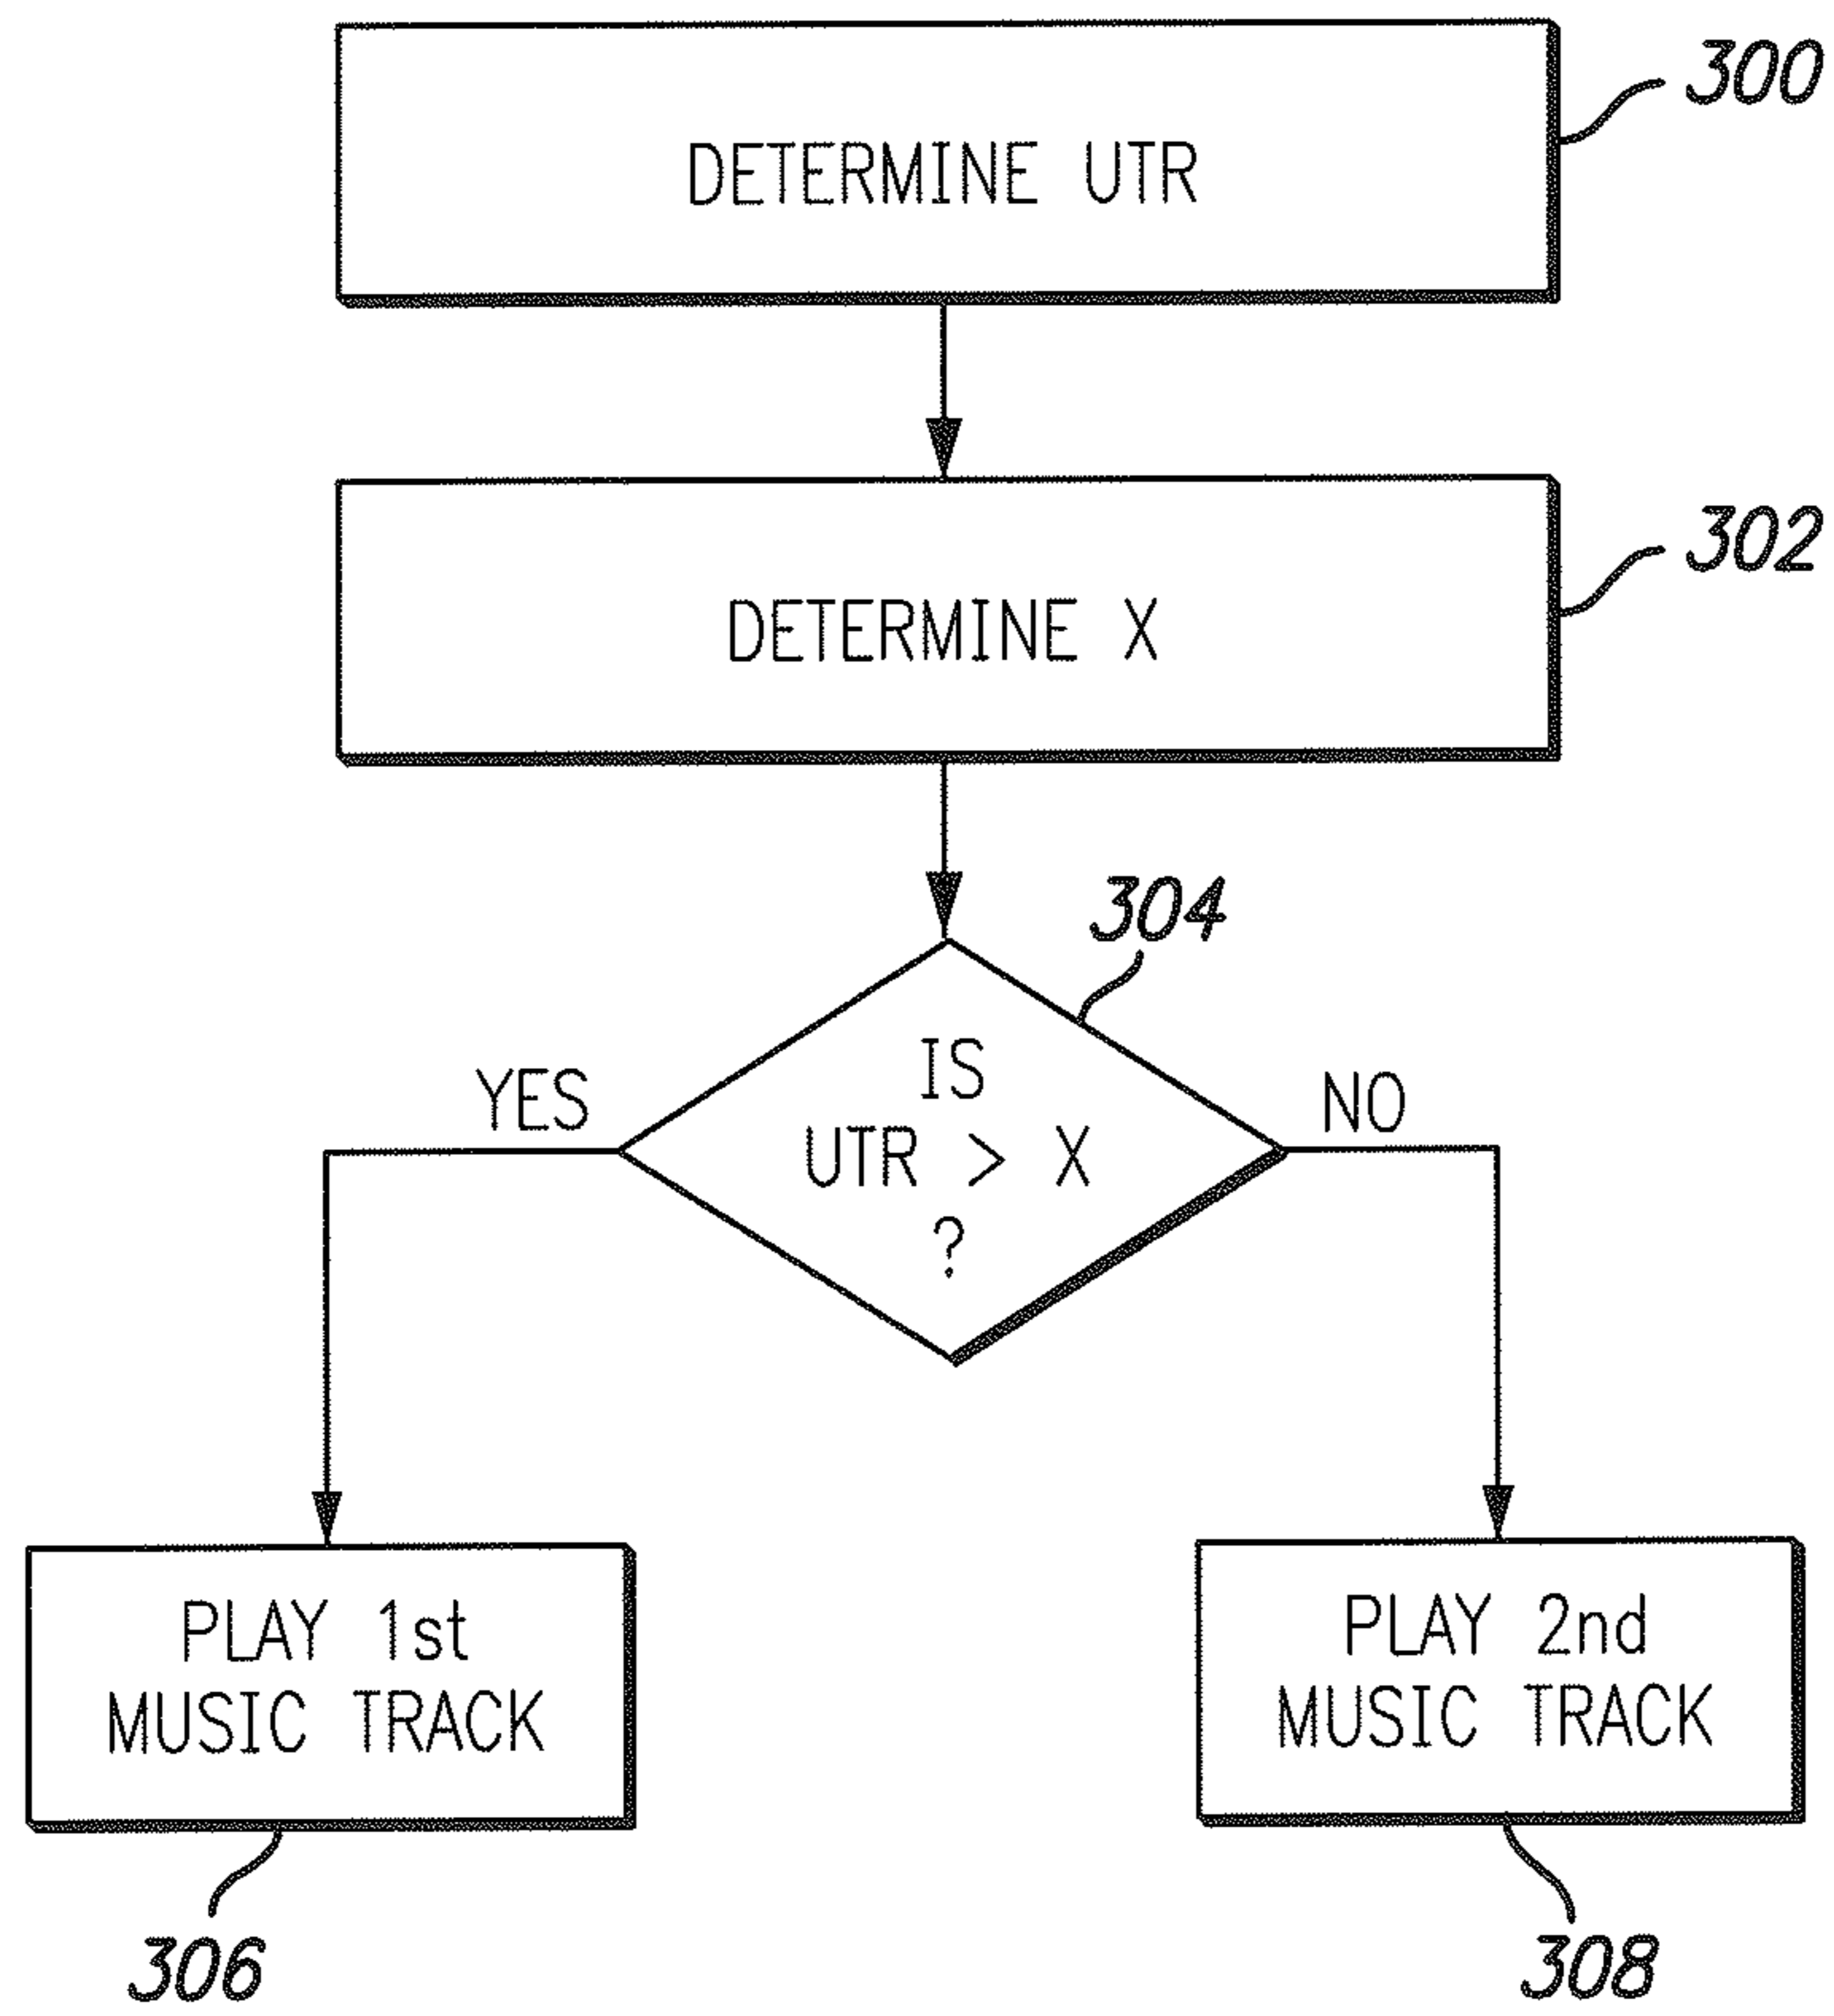 300
DETERMINE UTR
302
DETERMINE X
304
IS
UTR > X
?
YES
NO
PLAY 1st
MUSIC TRACK
PLAY 2nd
MUSIC TRACK
306
308